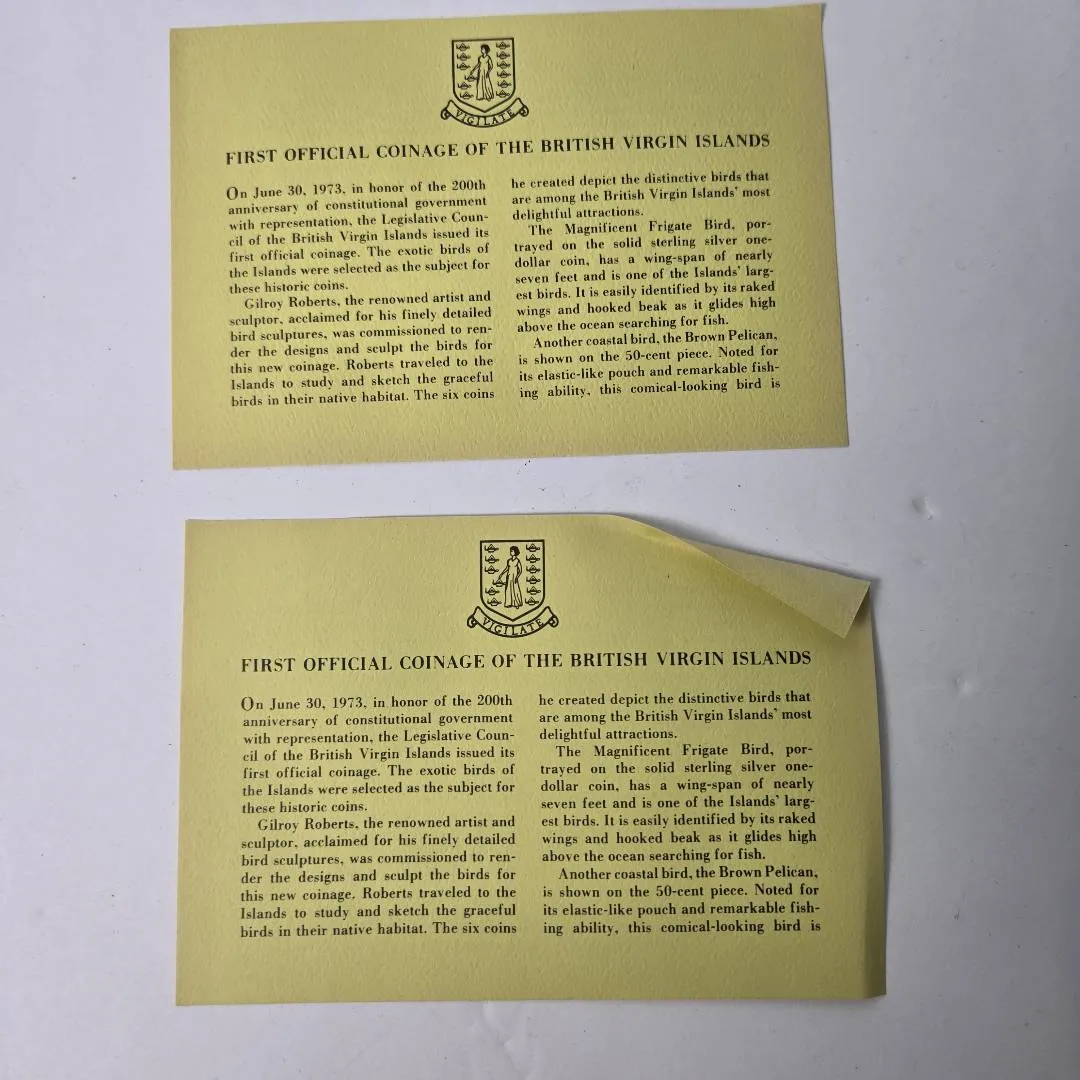 VIGILATE
FIRST OFFICIAL COINAGE OF THE BRITISH VIRGIN ISLANDS
On June 30, 1973, in honor of the 200th
anniversary of constitutional government
with representation, the Legislative Coun-
cil of the British Virgin Islands issued its
first official coinage. The exotic birds of
the Islands were selected as the subject for
these historic coins.
Gilroy Roberts, the renowned artist and
sculptor, acclaimed for his finely detailed
bird sculptures, was commissioned to ren-
der the designs and sculpt the birds for
this new coinage. Roberts traveled to the
Islands to study and sketch the graceful
birds in their native habitat. The six coins
he created depict the distinctive birds that
are among the British Virgin Islands' most
delightful attractions.
The Magnificent Frigate Bird, por-
trayed on the solid sterling silver one-
dollar coin, has a wing-span of nearly
seven feet and is one of the Islands' larg-
est birds. It is easily identified by its raked
wings and hooked beak as it glides high
above the ocean searching for fish.
Another coastal bird, the Brown Pelican,
is shown on the 50-cent piece. Noted for
its elastic-like pouch and remarkable fish-
ing ability, this comical-looking bird is
VIGILATE
FIRST OFFICIAL COINAGE OF THE BRITISH VIRGIN ISLANDS
On June 30, 1973, in honor of the 200th
anniversary of constitutional government
with representation, the Legislative Coun-
cil of the British Virgin Islands issued its
first official coinage. The exotic birds of
the Islands were selected as the subject for
these historic coins.
Gilroy Roberts, the renowned artist and
sculptor, acclaimed for his finely detailed
bird sculptures, was commissioned to ren-
der the designs and sculpt the birds for
this new coinage. Roberts traveled to the
Islands to study and sketch the graceful
birds in their native habitat. The six coins
he created depict the distinctive birds that
are among the British Virgin Islands' most
delightful attractions.
The Magnificent Frigate Bird, por-
trayed on the solid sterling silver one-
dollar coin, has a wing-span of nearly
seven feet and is one of the Islands' larg-
est birds. It is easily identified by its raked
wings and hooked beak as it glides high
above the ocean searching for fish.
Another coastal bird, the Brown Pelican,
is shown on the 50-cent piece. Noted for
its elastic-like pouch and remarkable fish-
ing ability, this comical-looking bird is